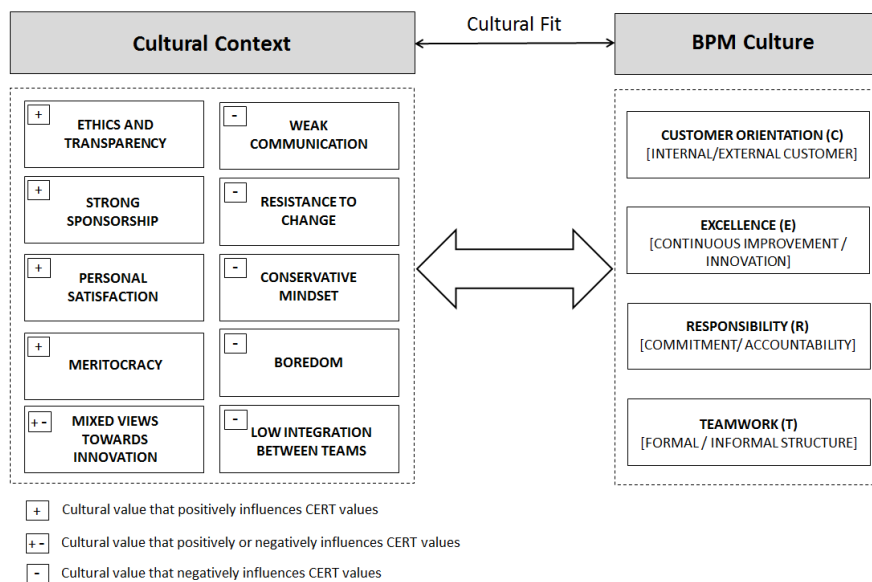 Cultural Context
Cultural Fit
BPM Culture
+
ETHICS AND
TRANSPARENCY
-
WEAK
COMMUNICATION
+
STRONG
SPONSORSHIP
-
RESISTANCE TO
CHANGE
+
PERSONAL
SATISFACTION
-
CONSERVATIVE
MINDSET
+
MERITOCRACY
-
BOREDOM
+ -
MIXED VIEWS
TOWARDS
INNOVATION
-
LOW INTEGRATION
BETWEEN TEAMS
CUSTOMER ORIENTATION (C)
[INTERNAL/EXTERNAL CUSTOMER]
EXCELLENCE (E)
[CONTINUOUS IMPROVEMENT /
INNOVATION]
RESPONSIBILITY (R)
[COMMITMENT/ ACCOUNTABILITY]
TEAMWORK (T)
[FORMAL / INFORMAL STRUCTURE]
+ Cultural value that positively influences CERT values
+ - Cultural value that positively or negatively influences CERT values
- Cultural value that negatively influences CERT values